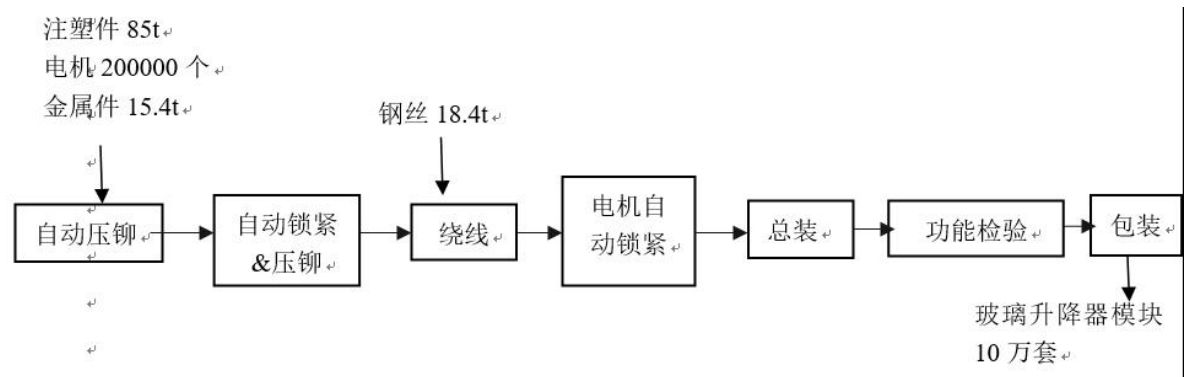 注塑件 85t
电机 200000 个
金属件 15.4t
钢丝 18.4t
自动压铆
自动锁紧
&压铆
绕线
电机自
动锁紧
总装
功能检验
包装
玻璃升降器模块
10 万套